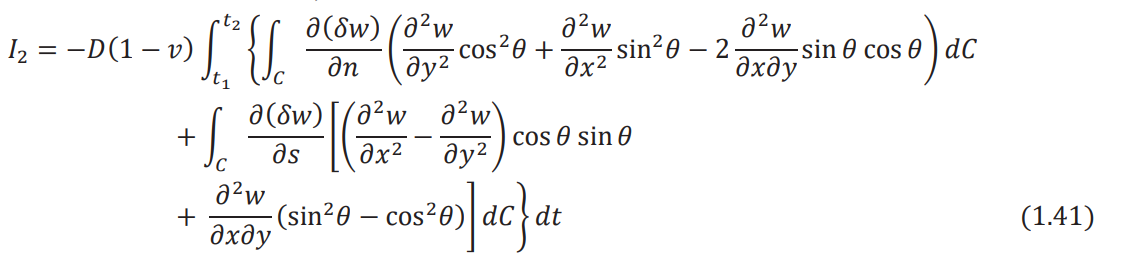 I₂ = −D(1 − v) ∫_{t₁}^{t₂} { ∫_C ∂(δw)/∂n ( ∂²w/∂y² cos²θ + ∂²w/∂x² sin²θ − 2 ∂²w/∂x∂y sin θ cos θ ) dC
+ ∫_C ∂(δw)/∂s [ ( ∂²w/∂x² − ∂²w/∂y² ) cos θ sin θ
+ ∂²w/∂x∂y (sin²θ − cos²θ) ] dC } dt (1.41)